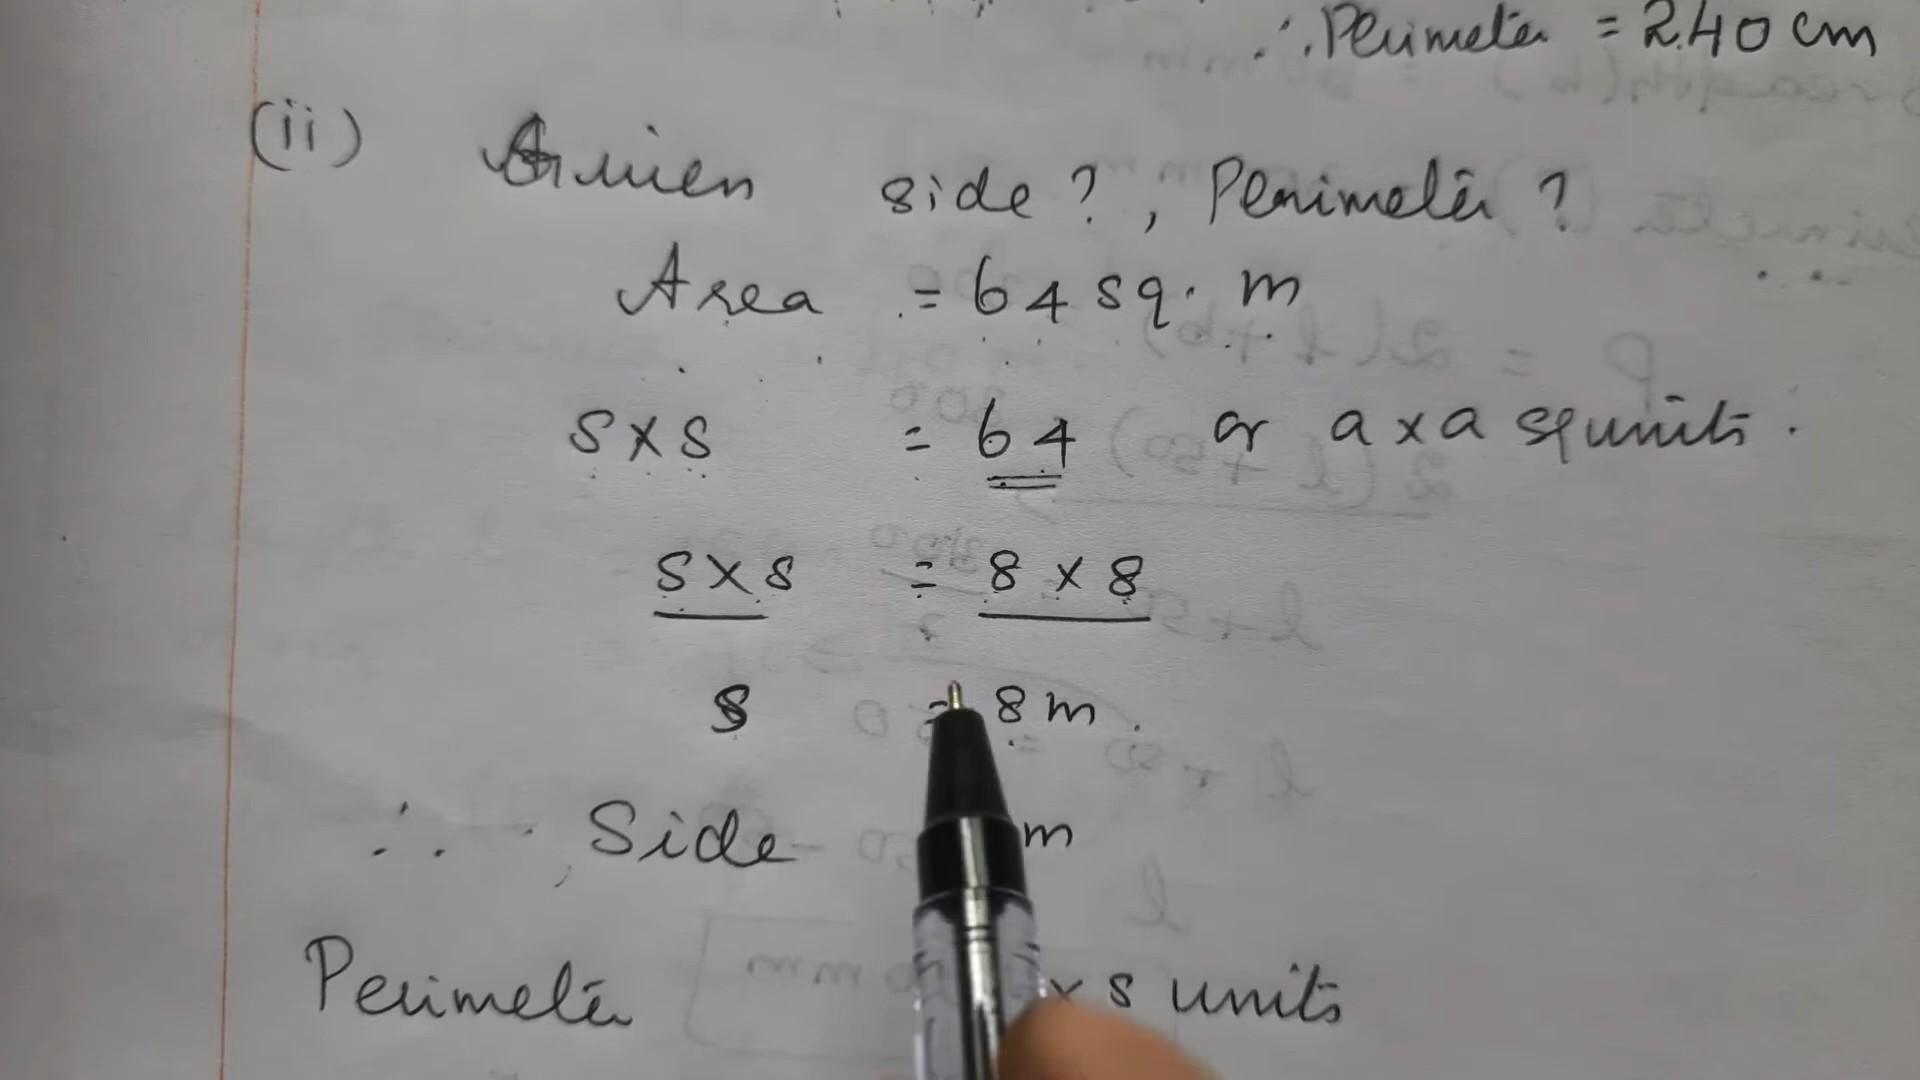 ∴ Perimeter = 240 cm
(ii) Given side ?, Perimeter ?
Area = 64 sq. m
s x s = 64 or a x a sq units.
s x s = 8 x 8
s = 8 m.
∴ Side m
Perimeter x s units